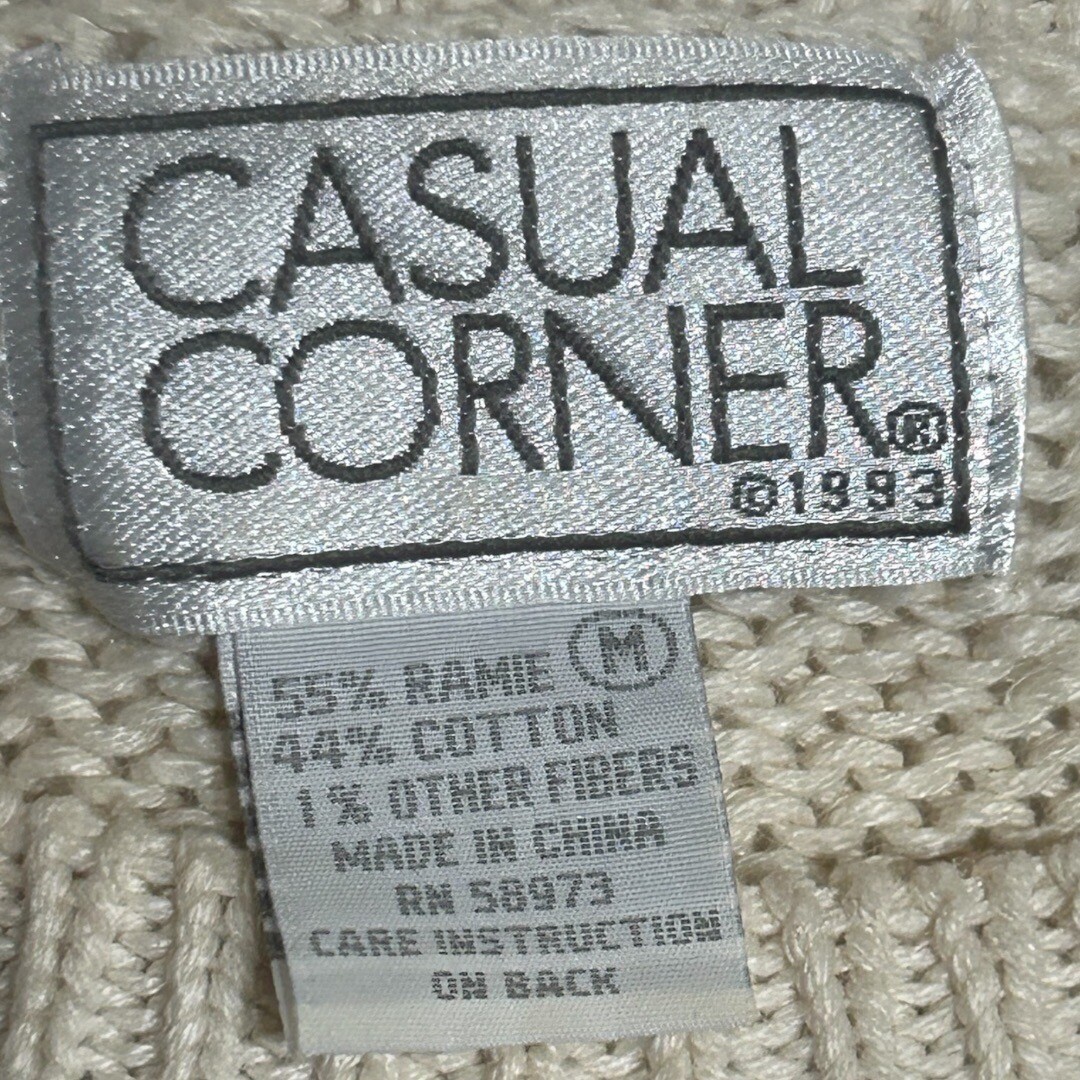 CASUAL
CORNER®
©1993
M
55% RAMIE
44% COTTON
1% OTHER FIBERS
MADE IN CHINA
RN 58973
CARE INSTRUCTION
ON BACK